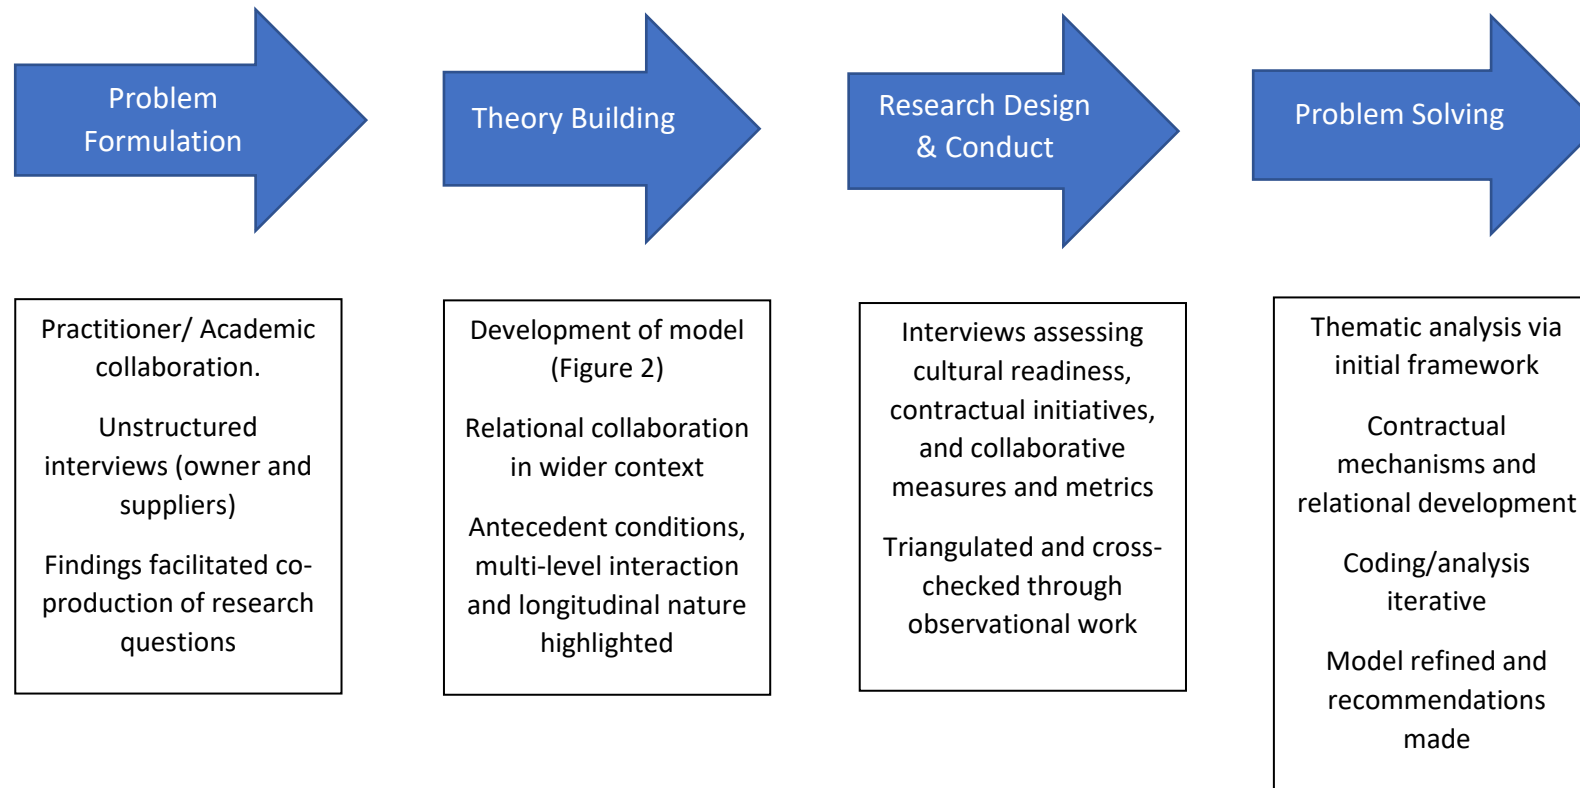 Problem
Formulation
Theory Building
Research Design
& Conduct
Problem Solving
Practitioner/ Academic
collaboration.
Unstructured
interviews (owner and
suppliers)
Findings facilitated co-
production of research
questions
Development of model
(Figure 2)
Relational collaboration
in wider context
Antecedent conditions,
multi-level interaction
and longitudinal nature
highlighted
Interviews assessing
cultural readiness,
contractual initiatives,
and collaborative
measures and metrics
Triangulated and cross-
checked through
observational work
Thematic analysis via
initial framework
Contractual
mechanisms and
relational development
Coding/analysis
iterative
Model refined and
recommendations
made